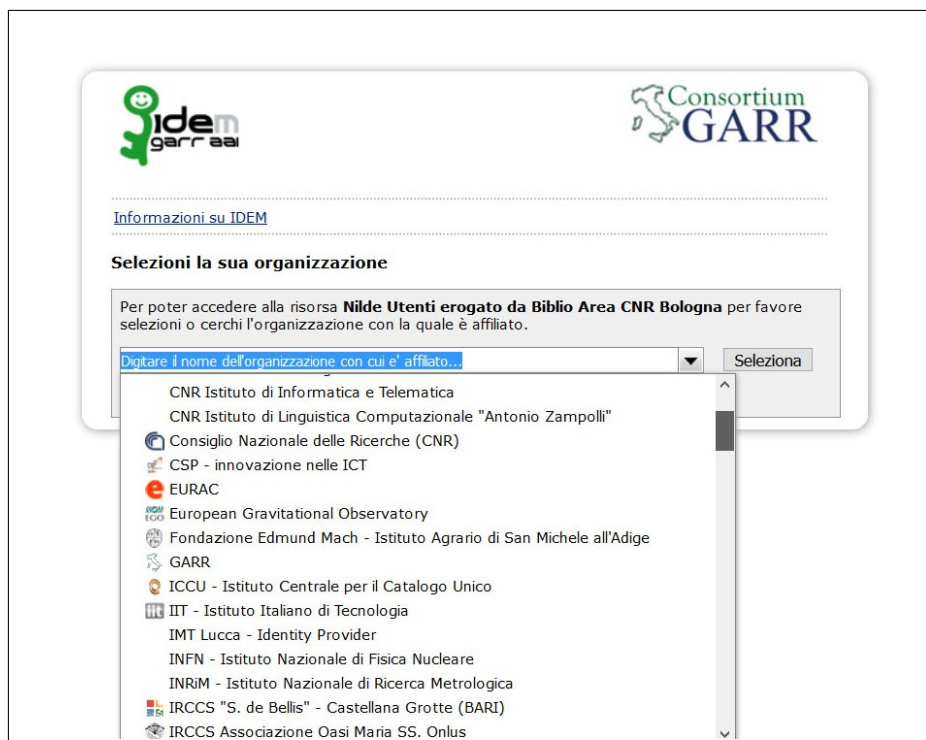 idem
garr aai
Consortium
GARR
Informazioni su IDEM
Selezioni la sua organizzazione
Per poter accedere alla risorsa Nilde Utenti erogato da Biblio Area CNR Bologna per favore
selezioni o cerchi l'organizzazione con la quale è affiliato.
Digitare il nome dell'organizzazione con cui e' affiliato...
Seleziona
CNR Istituto di Informatica e Telematica
CNR Istituto di Linguistica Computazionale "Antonio Zampolli"
Consiglio Nazionale delle Ricerche (CNR)
CSP - innovazione nelle ICT
EURAC
European Gravitational Observatory
Fondazione Edmund Mach - Istituto Agrario di San Michele all'Adige
GARR
ICCU - Istituto Centrale per il Catalogo Unico
IIT - Istituto Italiano di Tecnologia
IMT Lucca - Identity Provider
INFN - Istituto Nazionale di Fisica Nucleare
INRiM - Istituto Nazionale di Ricerca Metrologica
IRCCS "S. de Bellis" - Castellana Grotte (BARI)
IRCCS Associazione Oasi Maria SS. Onlus